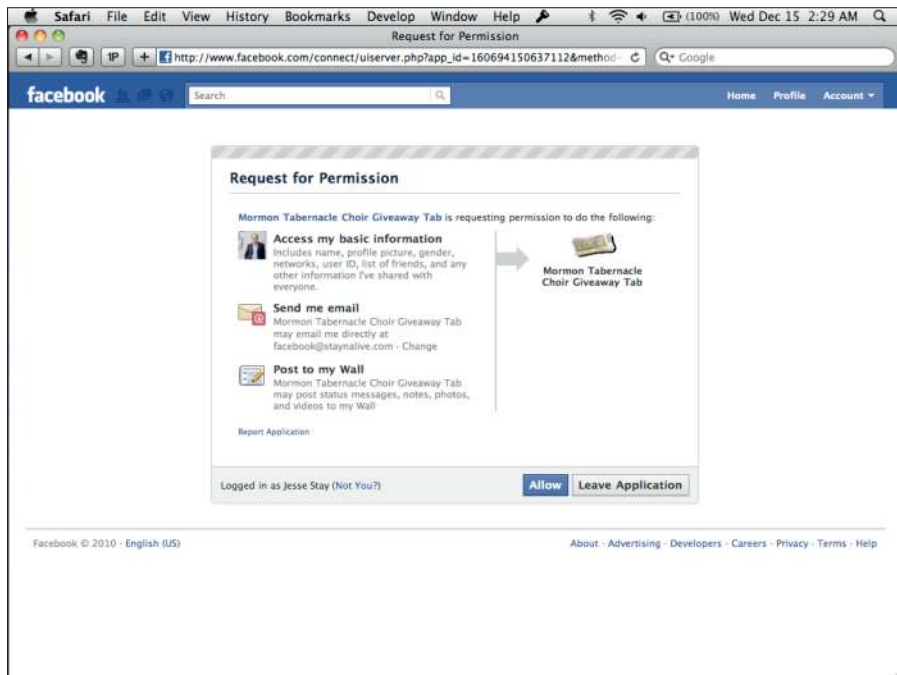 Safari File Edit View History Bookmarks Develop Window Help (100%) Wed Dec 15 2:29 AM
Request for Permission
1P + http://www.facebook.com/connect/uiserver.php?app_id=160694150637112&method- Google
facebook Search Home Profile Account
Request for Permission
Mormon Tabernacle Choir Giveaway Tab is requesting permission to do the following:
Access my basic information
Includes name, profile picture, gender,
networks, user ID, list of friends, and any
other information I've shared with
everyone.
Mormon Tabernacle
Choir Giveaway Tab
Send me email
Mormon Tabernacle Choir Giveaway Tab
may email me directly at
facebook@staynalive.com - Change
Post to my Wall
Mormon Tabernacle Choir Giveaway Tab
may post status messages, notes, photos,
and videos to my Wall
Report Application
Logged in as Jesse Stay (Not You?) Allow Leave Application
Facebook © 2010 · English (US) About · Advertising · Developers · Careers · Privacy · Terms · Help